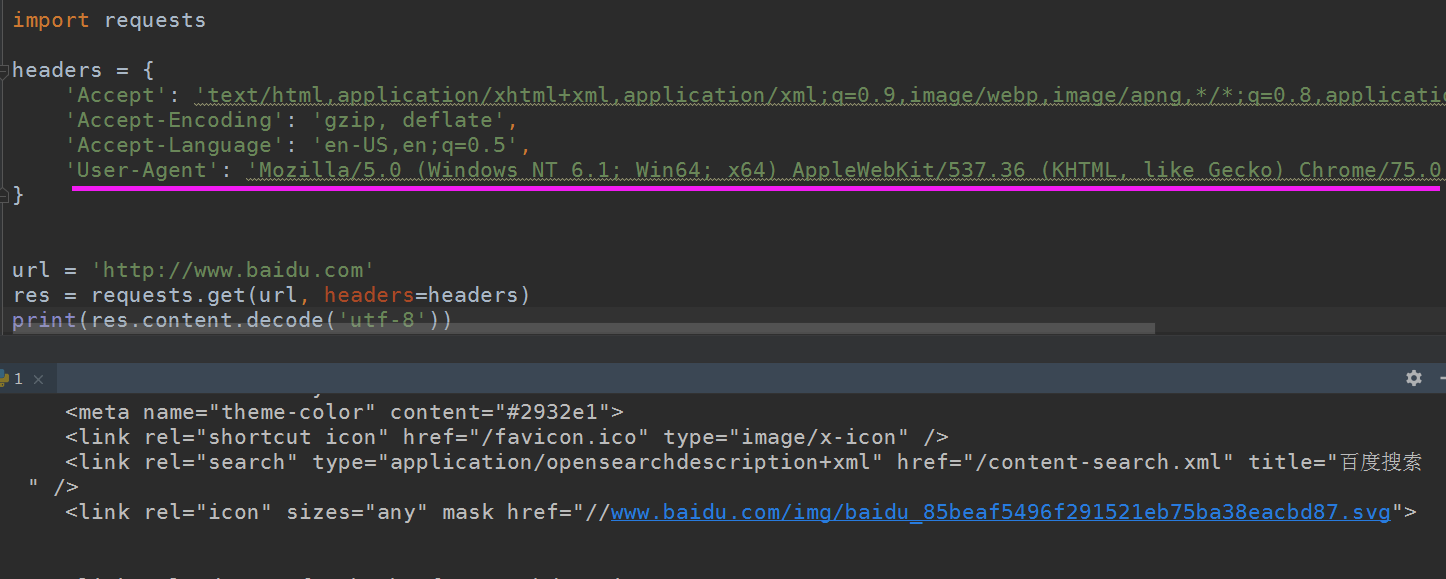 import requests
headers = {
'Accept': 'text/html,application/xhtml+xml,application/xml;q=0.9,image/webp,image/apng,*/*;q=0.8,applicatio
'Accept-Encoding': 'gzip, deflate',
'Accept-Language': 'en-US,en;q=0.5',
'User-Agent': 'Mozilla/5.0 (Windows NT 6.1; Win64; x64) AppleWebKit/537.36 (KHTML, like Gecko) Chrome/75.0
}
url = 'http://www.baidu.com'
res = requests.get(url, headers=headers)
print(res.content.decode('utf-8'))
1 ×
<meta name="theme-color" content="#2932e1">
<link rel="shortcut icon" href="/favicon.ico" type="image/x-icon" />
<link rel="search" type="application/opensearchdescription+xml" href="/content-search.xml" title="百度搜索
" />
<link rel="icon" sizes="any" mask href="//www.baidu.com/img/baidu_85beaf5496f291521eb75ba38eacbd87.svg">